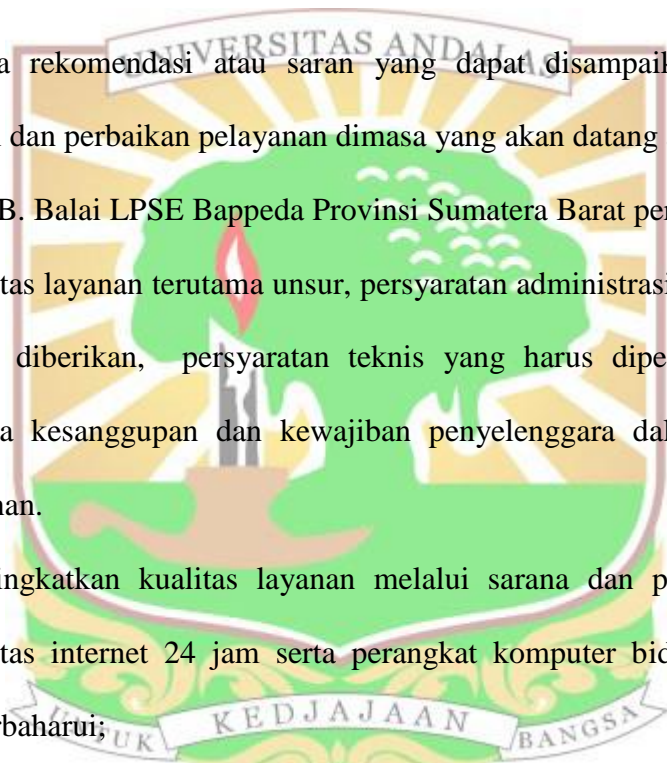 UNIVERSITAS ANDALAS
a rekomendasi atau saran yang dapat disampaik
dan perbaikan pelayanan dimasa yang akan datang
B. Balai LPSE Bappeda Provinsi Sumatera Barat per
tas layanan terutama unsur, persyaratan administrasi
diberikan, persyaratan teknis yang harus dipe
a kesanggupan dan kewajiban penyelenggara dal
nan.
ingkatkan kualitas layanan melalui sarana dan p
tas internet 24 jam serta perangkat komputer bid
rbaharui;
UNTUK KEDJAJAAN BANGSA